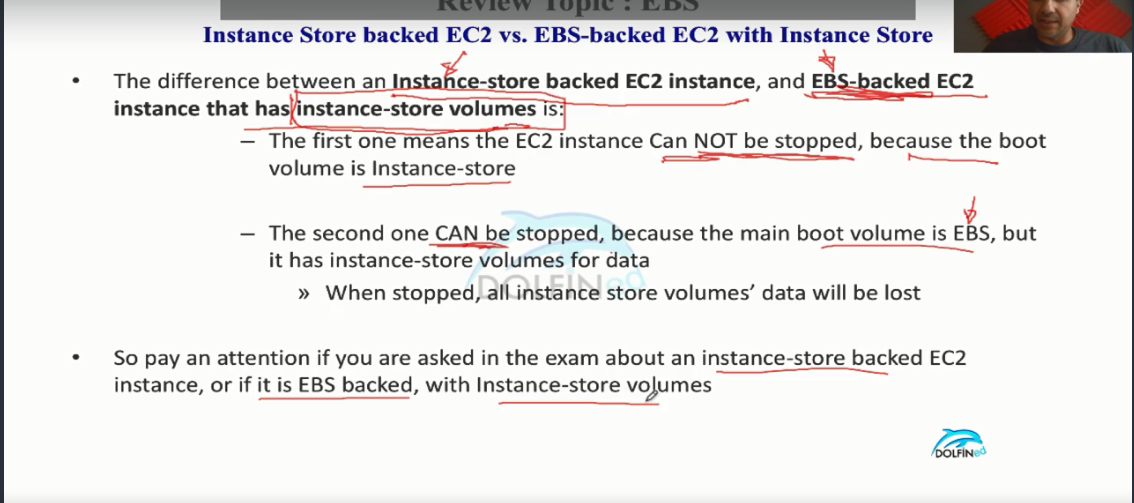 Review Topic : EBS
Instance Store backed EC2 vs. EBS-backed EC2 with Instance Store
• The difference between an Instance-store backed EC2 instance, and EBS-backed EC2
instance that has instance-store volumes is:
– The first one means the EC2 instance Can NOT be stopped, because the boot
volume is Instance-store
– The second one CAN be stopped, because the main boot volume is EBS, but
it has instance-store volumes for data
DOLFINed
» When stopped, all instance store volumes’ data will be lost
• So pay an attention if you are asked in the exam about an instance-store backed EC2
instance, or if it is EBS backed, with Instance-store volumes
DOLFINed